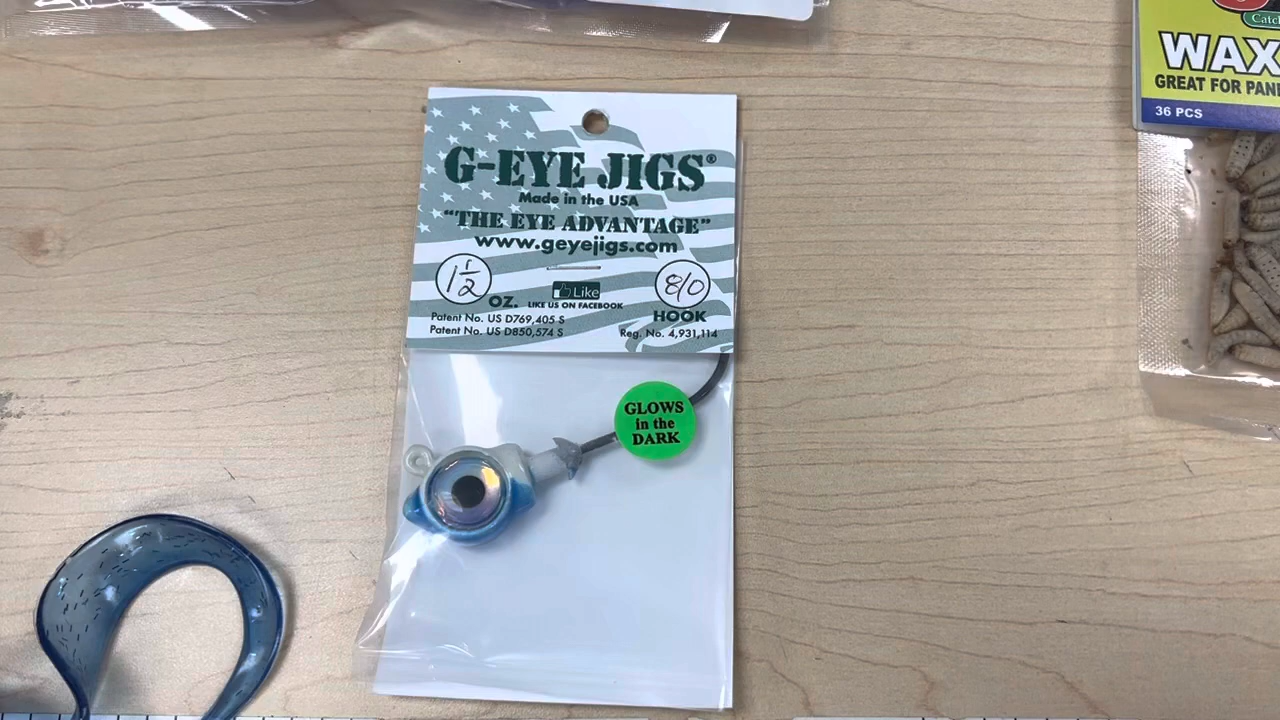 G-EYE JIGS®
Made in the USA
"THE EYE ADVANTAGE"
www.geyejigs.com
1 1/2 OZ.
Like
LIKE US ON FACEBOOK
8/0 HOOK
Patent No. US D769,405 S
Patent No. US D850,574 S
Reg. No. 4,931,114
GLOWS
in the
DARK
WAX
GREAT FOR PAN
36 PCS